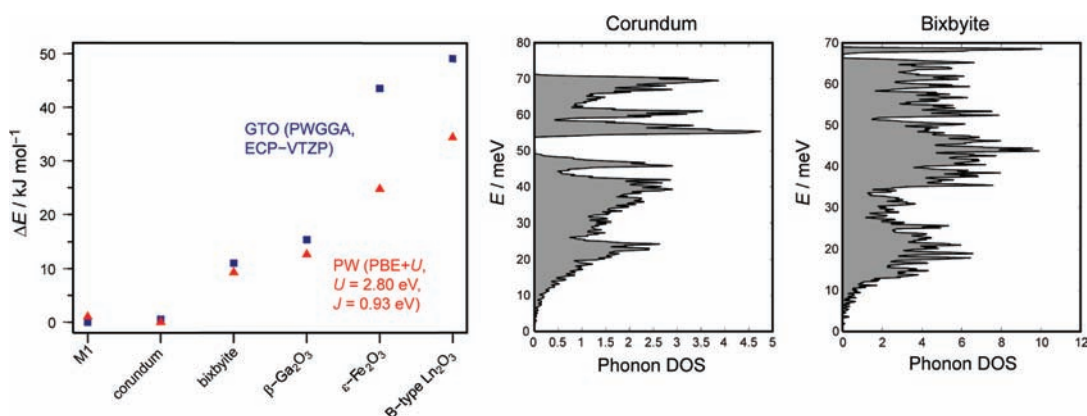 Corundum
Bixbyite
ΔE / kJ mol⁻¹
50
40
30
20
10
0
GTO (PWGGA,
ECP−VTZP)
PW (PBE+U,
U = 2.80 eV,
J = 0.93 eV)
M1
corundum
bixbyite
β−Ga₂O₃
ε−Fe₂O₃
B−type Ln₂O₃
E / meV
80
70
60
50
40
30
20
10
0
0 0.5 1 1.5 2 2.5 3 3.5 4 4.5 5
Phonon DOS
E / meV
70
60
50
40
30
20
10
0
0 2 4 6 8 10 12
Phonon DOS